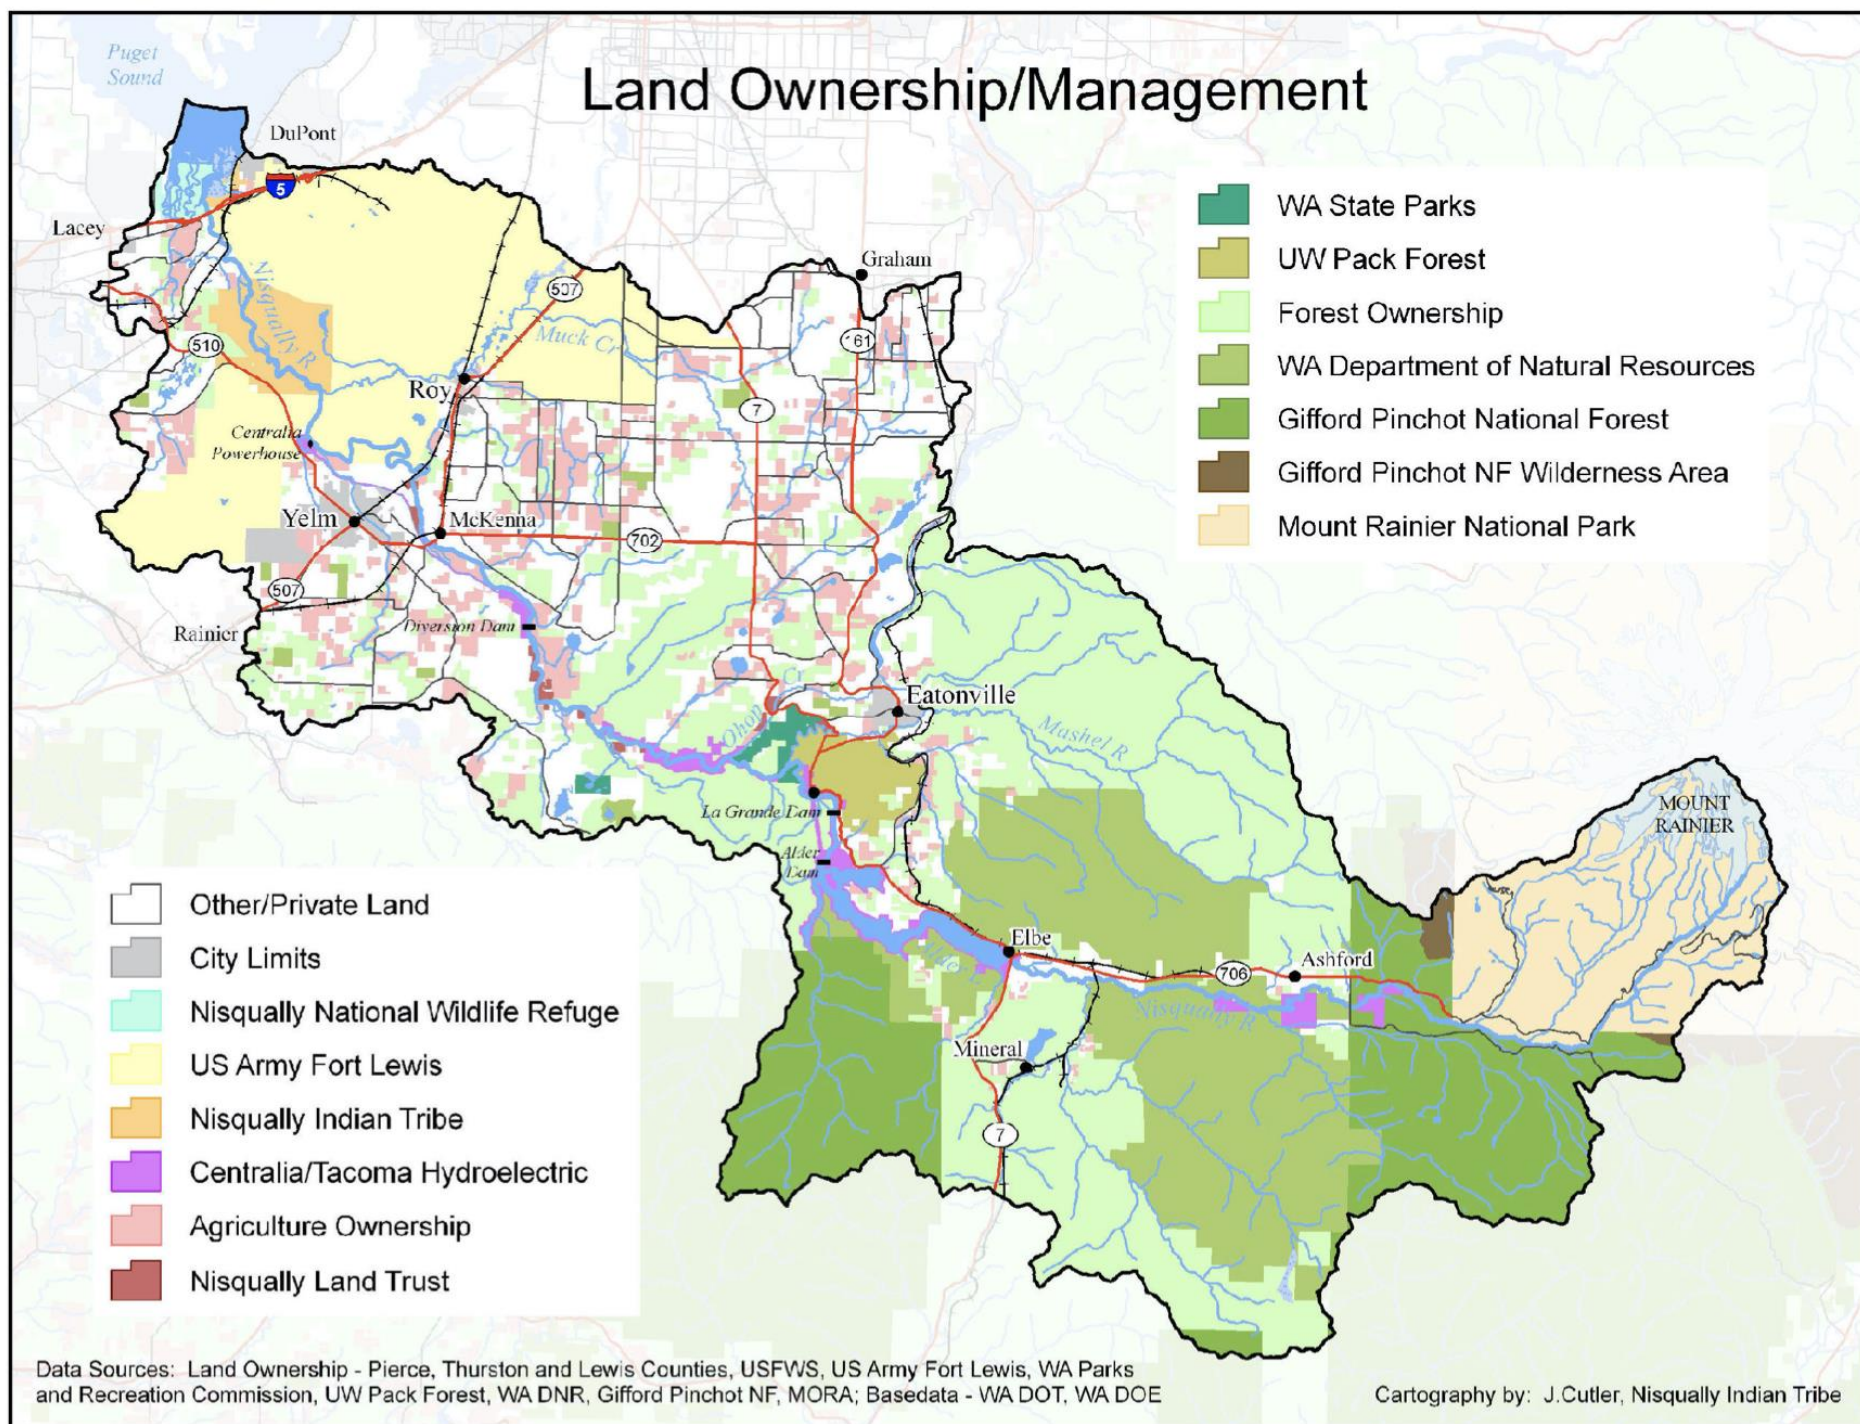 Puget
Sound
Land Ownership/Management
DuPont
5
Lacey
WA State Parks
UW Pack Forest
Forest Ownership
WA Department of Natural Resources
Gifford Pinchot National Forest
Gifford Pinchot NF Wilderness Area
Mount Rainier National Park
Graham
Nisqually R
507
Muck Cr
161
510
Roy
7
Centralia
Powerhouse
Yelm
McKenna
702
507
Rainier
Diversion Dam
Ohop
Cr
Eatonville
Mashel R
La Grande Dam
Alder
Dam
MOUNT
RAINIER
Elbe
Alder
706
Ashford
Nisqually R
Mineral
7
Other/Private Land
City Limits
Nisqually National Wildlife Refuge
US Army Fort Lewis
Nisqually Indian Tribe
Centralia/Tacoma Hydroelectric
Agriculture Ownership
Nisqually Land Trust
Data Sources: Land Ownership - Pierce, Thurston and Lewis Counties, USFWS, US Army Fort Lewis, WA Parks
and Recreation Commission, UW Pack Forest, WA DNR, Gifford Pinchot NF, MORA; Basedata - WA DOT, WA DOE
Cartography by: J.Cutler, Nisqually Indian Tribe